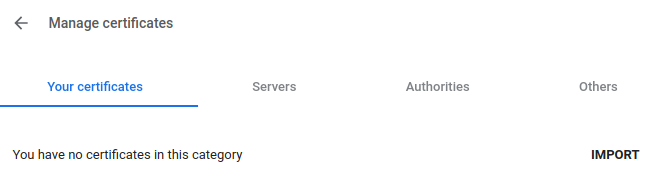 Manage certificates
Your certificates Servers Authorities Others
You have no certificates in this category IMPORT